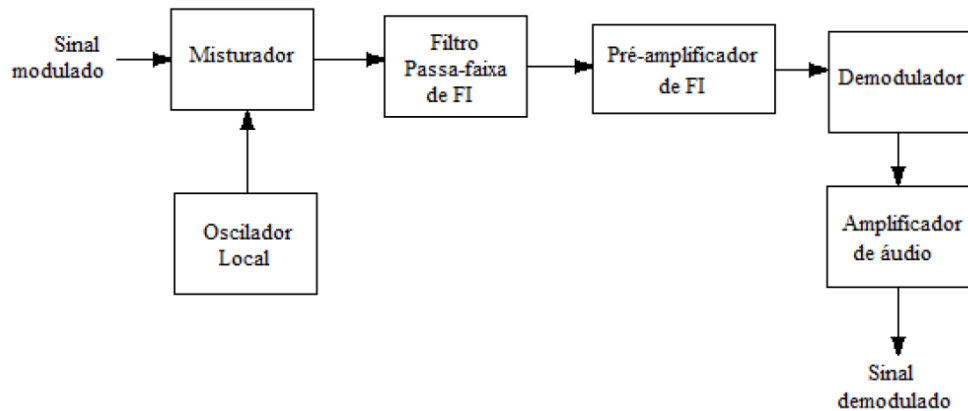 Sinal
modulado
Misturador
Filtro
Passa-faixa
de FI
Pré-amplificador
de FI
Demodulador
Oscilador
Local
Amplificador
de áudio
Sinal
demodulado